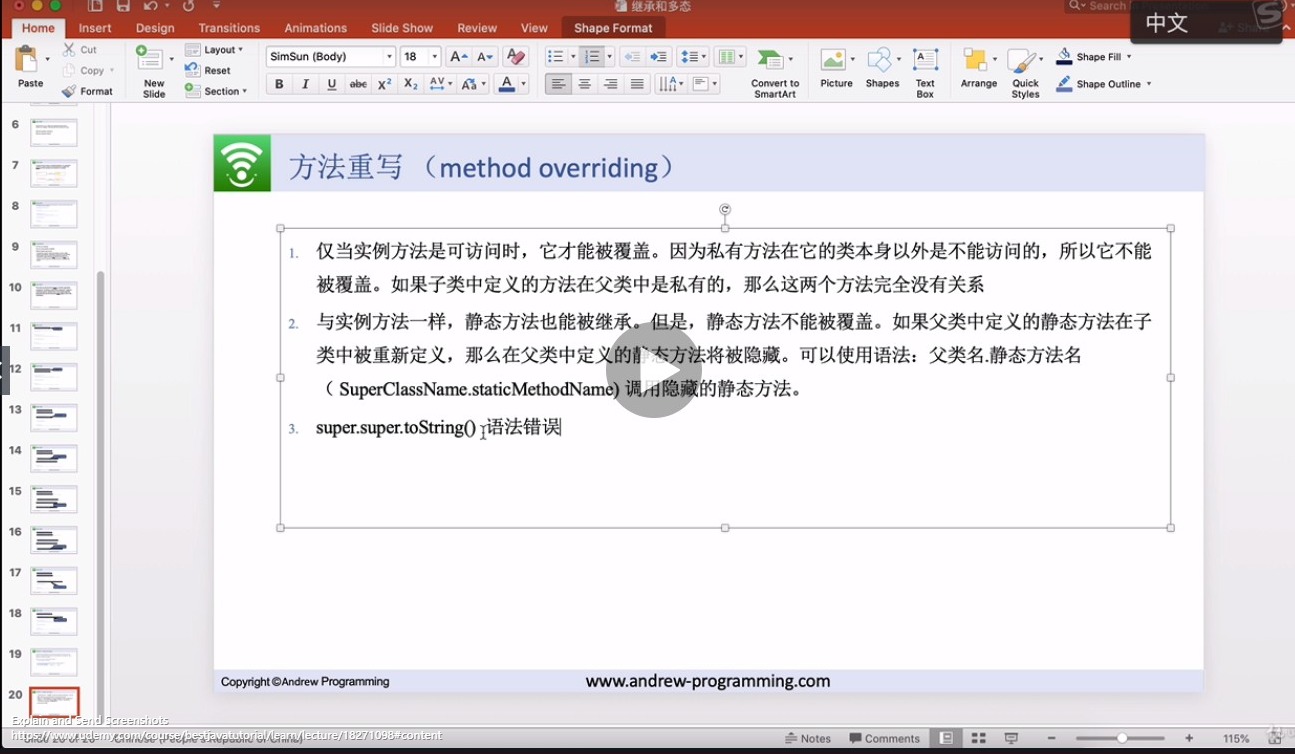 继承和多态
Search
中文
Home Insert Design Transitions Animations Slide Show Review View Shape Format
Paste
Cut
Copy
Format
New Slide
Layout
Reset
Section
SimSun (Body) 18
B I U abc X² X₂ AV Aa A
Convert to SmartArt
Picture
Shapes
Text Box
Arrange
Quick Styles
Shape Fill
Shape Outline
6
7
8
9
10
11
12
13
14
15
16
17
18
19
20
方法重写 （method overriding）
1. 仅当实例方法是可访问时，它才能被覆盖。因为私有方法在它的类本身以外是不能访问的，所以它不能
被覆盖。如果子类中定义的方法在父类中是私有的，那么这两个方法完全没有关系
2. 与实例方法一样，静态方法也能被继承。但是，静态方法不能被覆盖。如果父类中定义的静态方法在子
类中被重新定义，那么在父类中定义的静态方法将被隐藏。可以使用语法：父类名.静态方法名
（ SuperClassName.staticMethodName) 调用隐藏的静态方法。
3. super.super.toString() 语法错误
Copyright ©Andrew Programming
www.andrew-programming.com
Explain and Send Screenshots
https://www.udemy.com/course/bestjavatutorial/learn/lecture/18271098#content
Notes Comments 115%